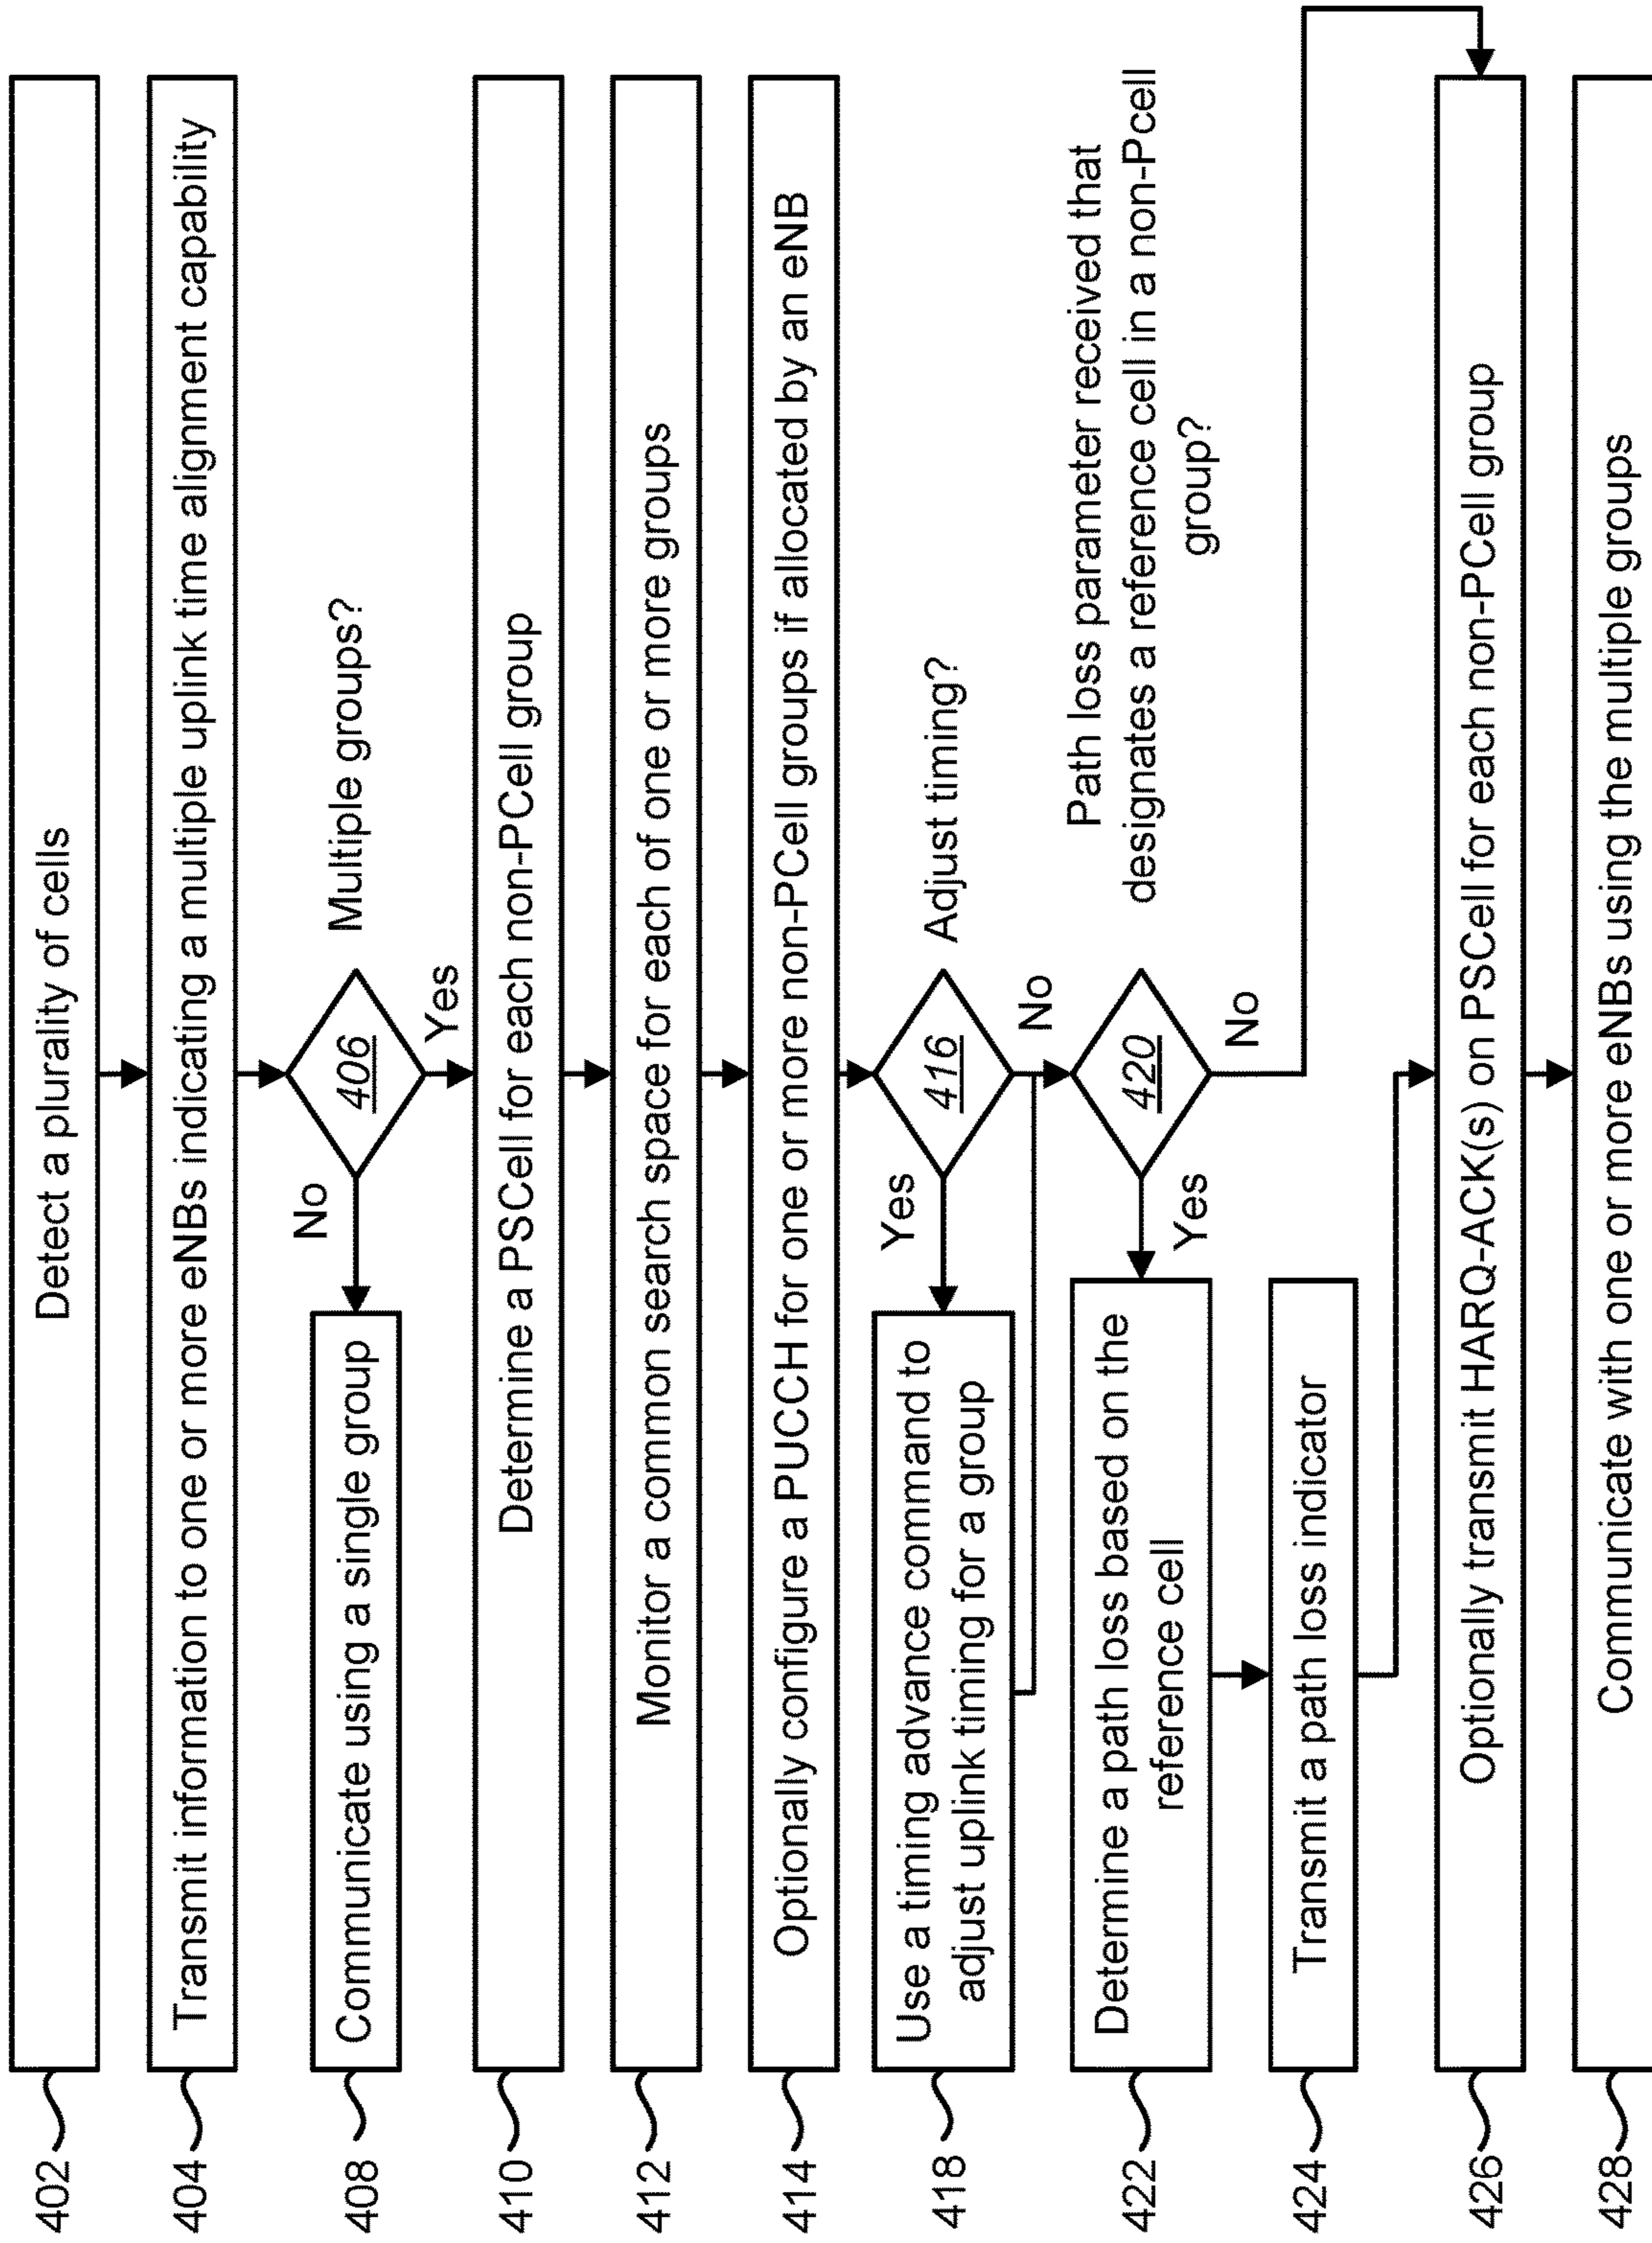 402
Detect a plurality of cells
404
Transmit information to one or more eNBs indicating a multiple uplink time alignment capability
406
Multiple groups?
No
Yes
408
Communicate using a single group
410
Determine a PSCell for each non-PCell group
412
Monitor a common search space for each of one or more groups
414
Optionally configure a PUCCH for one or more non-PCell groups if allocated by an eNB
416
Adjust timing?
Yes
No
418
Use a timing advance command to
adjust uplink timing for a group
420
Path loss parameter received that
designates a reference cell in a non-Pcell
group?
Yes
No
422
Determine a path loss based on the
reference cell
424
Transmit a path loss indicator
426
Optionally transmit HARQ-ACK(s) on PSCell for each non-PCell group
428
Communicate with one or more eNBs using the multiple groups